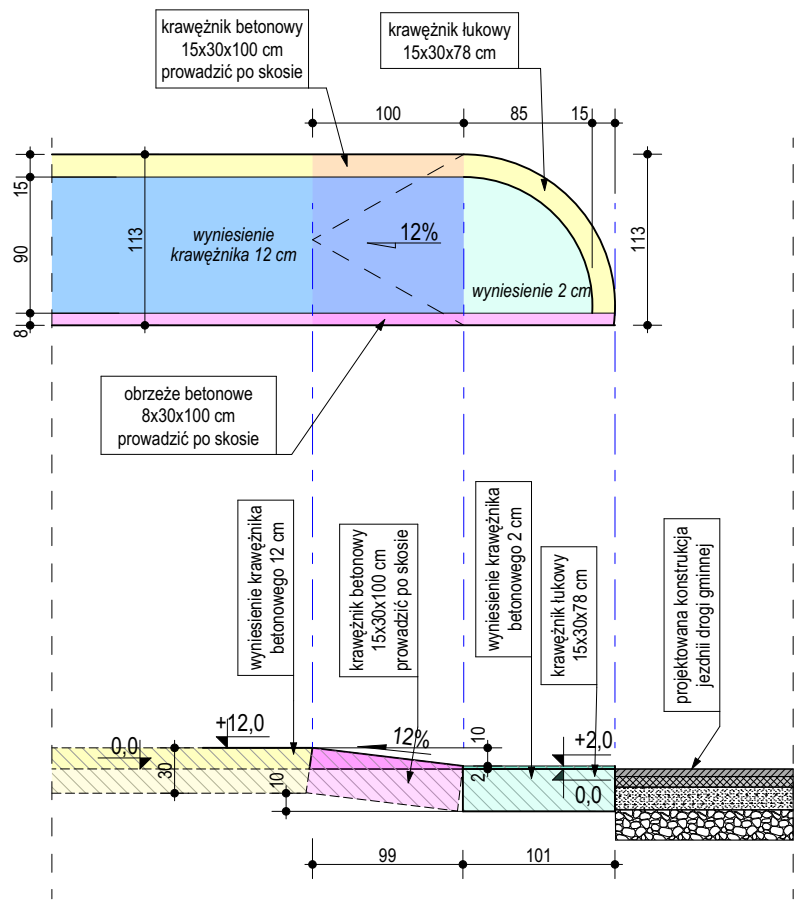 krawężnik betonowy
15x30x100 cm
prowadzić po skosie
krawężnik łukowy
15x30x78 cm
100
85
15
15
90
8
113
wyniesienie
krawężnika 12 cm
12%
wyniesienie 2 cm
113
obrzeże betonowe
8x30x100 cm
prowadzić po skosie
wyniesienie krawężnika
betonowego 12 cm
krawężnik betonowy
15x30x100 cm
prowadzić po skosie
wyniesienie krawężnika
betonowego 2 cm
krawężnik łukowy
15x30x78 cm
projektowana konstrukcja
jezdnii drogi gminnej
0,0
+12,0
30
10
12%
10
2
+2,0
0,0
99
101